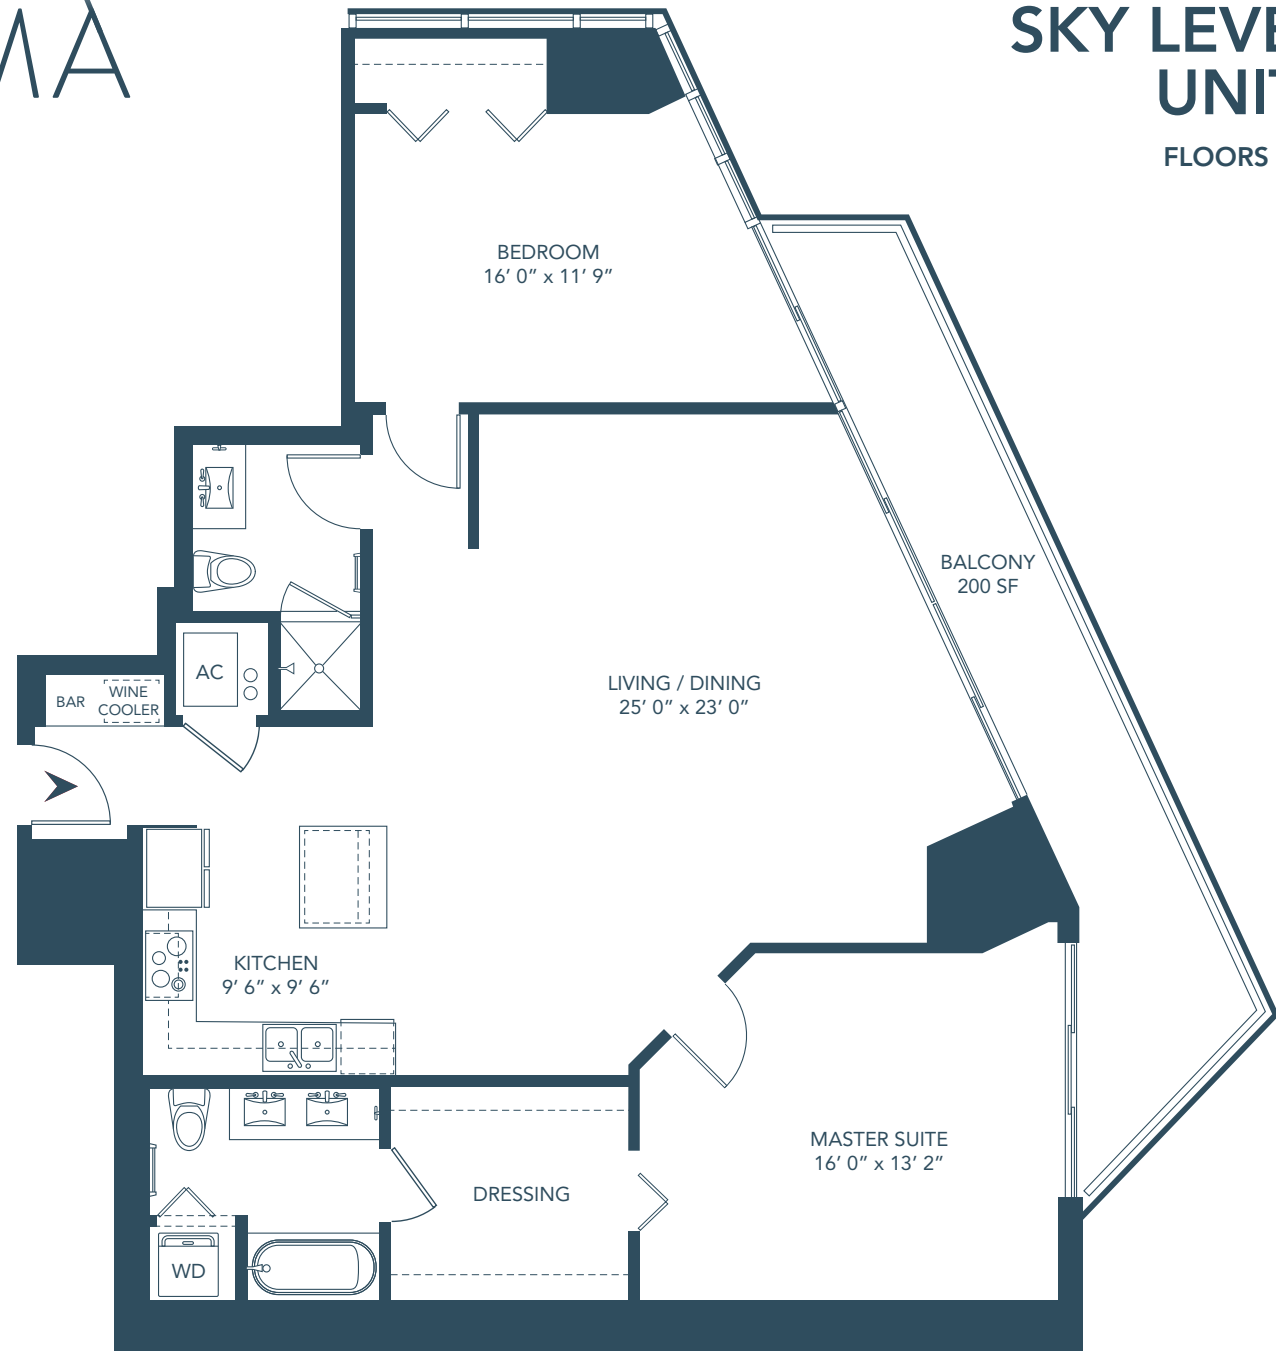 MA
SKY LEVE
UNIT
FLOORS
BEDROOM
16’ 0” x 11’ 9”
BALCONY
200 SF
LIVING / DINING
25’ 0” x 23’ 0”
AC
BAR
WINE
COOLER
KITCHEN
9’ 6” x 9’ 6”
MASTER SUITE
16’ 0” x 13’ 2”
DRESSING
WD